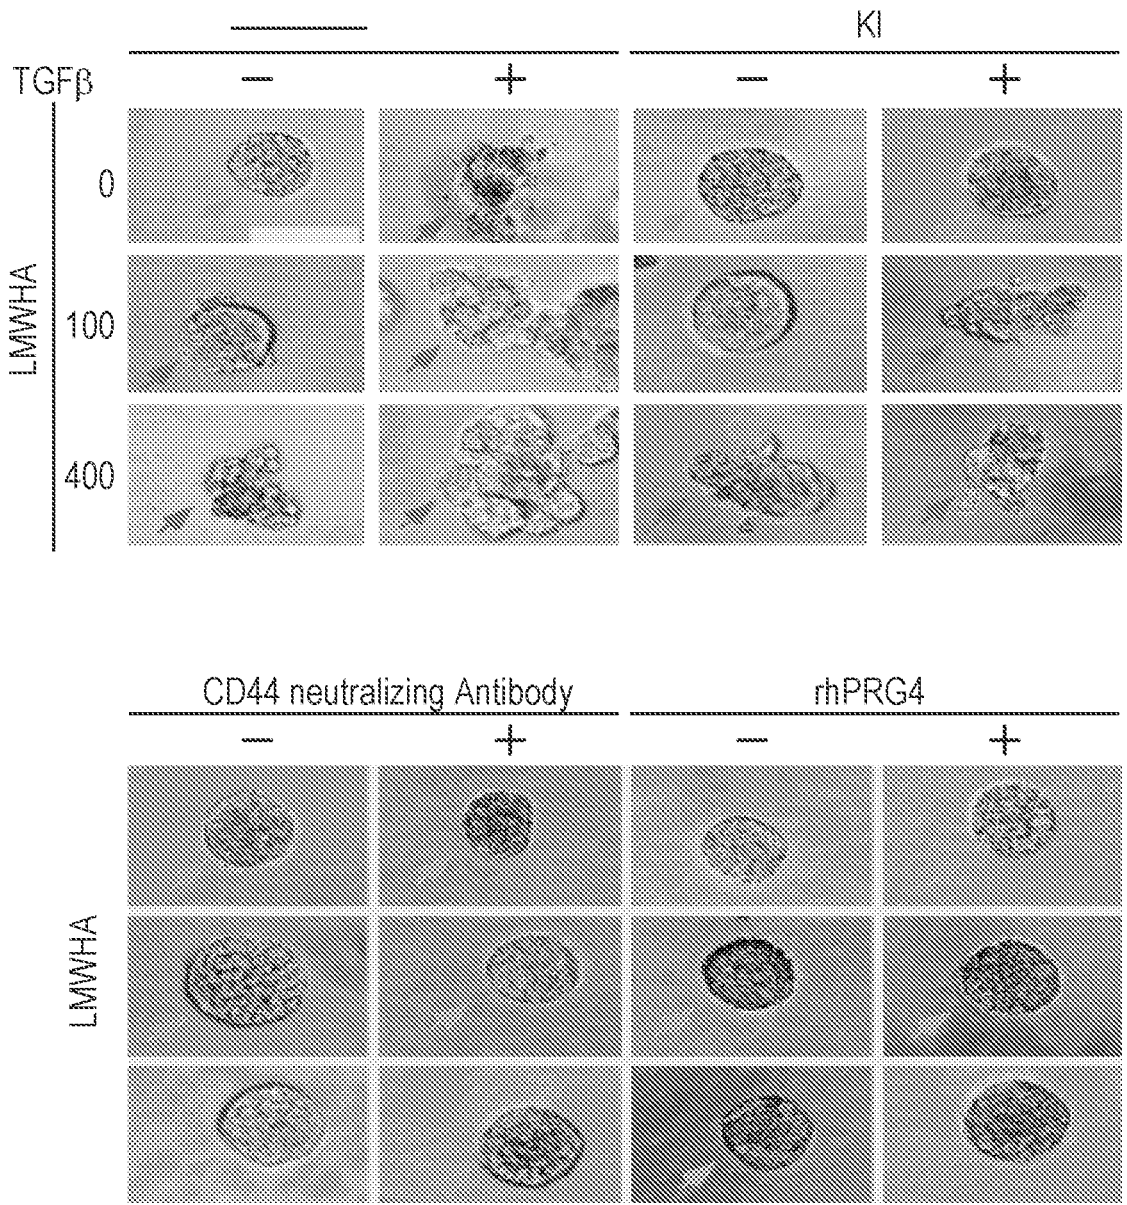 KI
TGFβ − + − +
0
LMWHA
100
400
CD44 neutralizing Antibody rhPRG4
− + − +
LMWHA